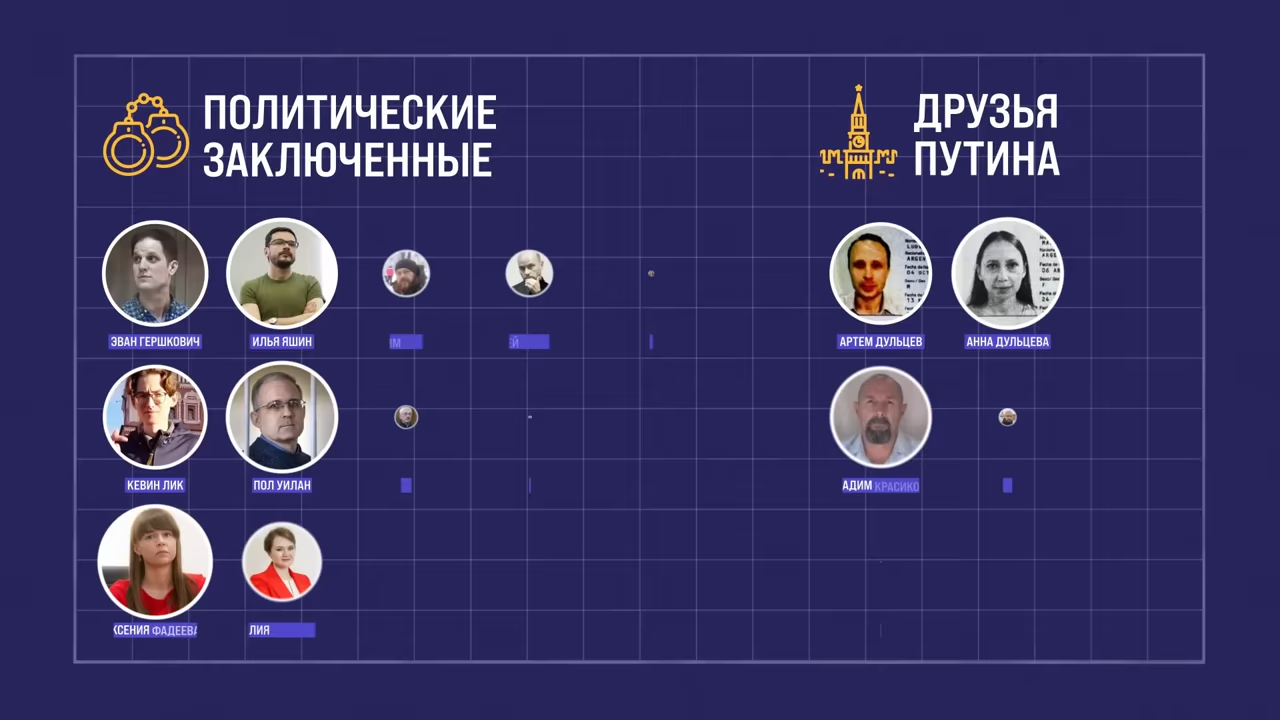 ПОЛИТИЧЕСКИЕ
ЗАКЛЮЧЕННЫЕ
ДРУЗЬЯ
ПУТИНА
ЭВАН ГЕРШКОВИЧ
ИЛЬЯ ЯШИН
АРТЕМ ДУЛЬЦЕВ
АННА ДУЛЬЦЕВА
КЕВИН ЛИК
ПОЛ УИЛАН
АДИМ КРАСИКО
КСЕНИЯ ФАДЕЕВА
ЛИЯ